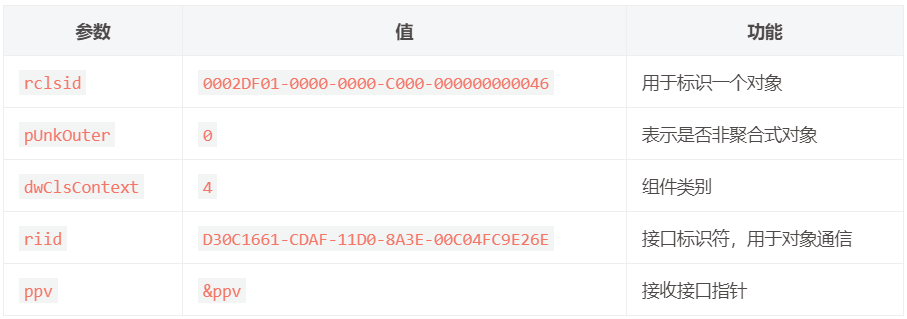 参数 值 功能
rclsid 0002DF01-0000-0000-C000-000000000046 用于标识一个对象
pUnkOuter 0 表示是否非聚合式对象
dwClsContext 4 组件类别
riid D30C1661-CDAF-11D0-8A3E-00C04FC9E26E 接口标识符，用于对象通信
ppv &ppv 接收接口指针